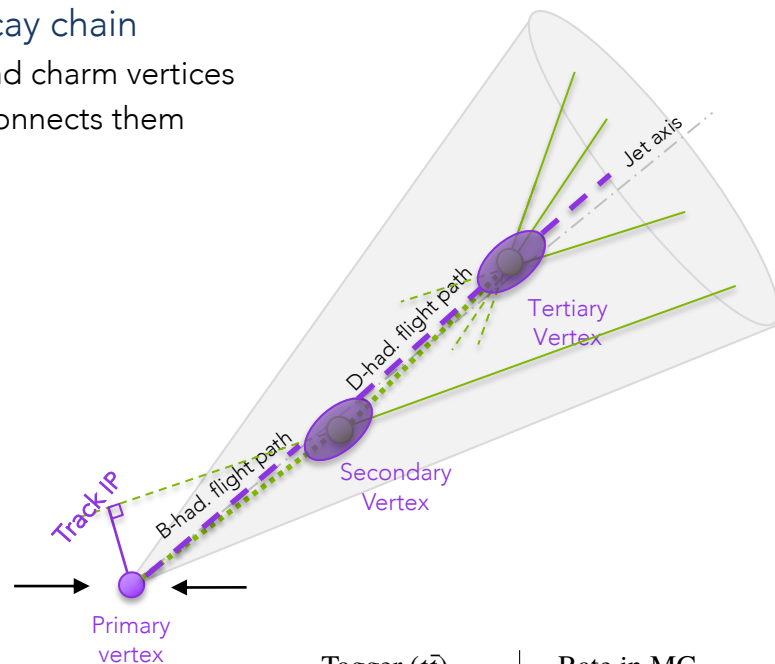 cay chain
nd charm vertices
onnects them
Jet axis
D-had. flight path
Tertiary
Vertex
B-had. flight path
Secondary
Vertex
Track IP
Primary
vertex